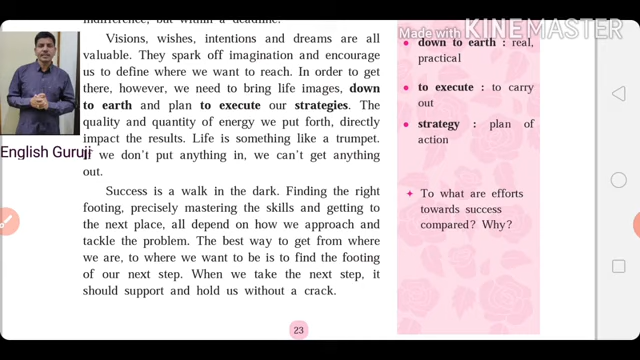 indifference, but within a deadline.
Visions, wishes, intentions and dreams are all
valuable. They spark off imagination and encourage
us to define where we want to reach. In order to get
there, however, we need to bring life images, down
to earth and plan to execute our strategies. The
quality and quantity of energy we put forth, directly
impact the results. Life is something like a trumpet.
If we don't put anything in, we can't get anything
out.
Success is a walk in the dark. Finding the right
footing, precisely mastering the skills and getting to
the next place, all depend on how we approach and
tackle the problem. The best way to get from where
we are, to where we want to be is to find the footing
of our next step. When we take the next step, it
should support and hold us without a crack.
23
Made with KINEMASTER
down to earth : real,
practical
to execute : to carry
out
strategy : plan of
action
To what are efforts
towards success
compared? Why?
English Guruji